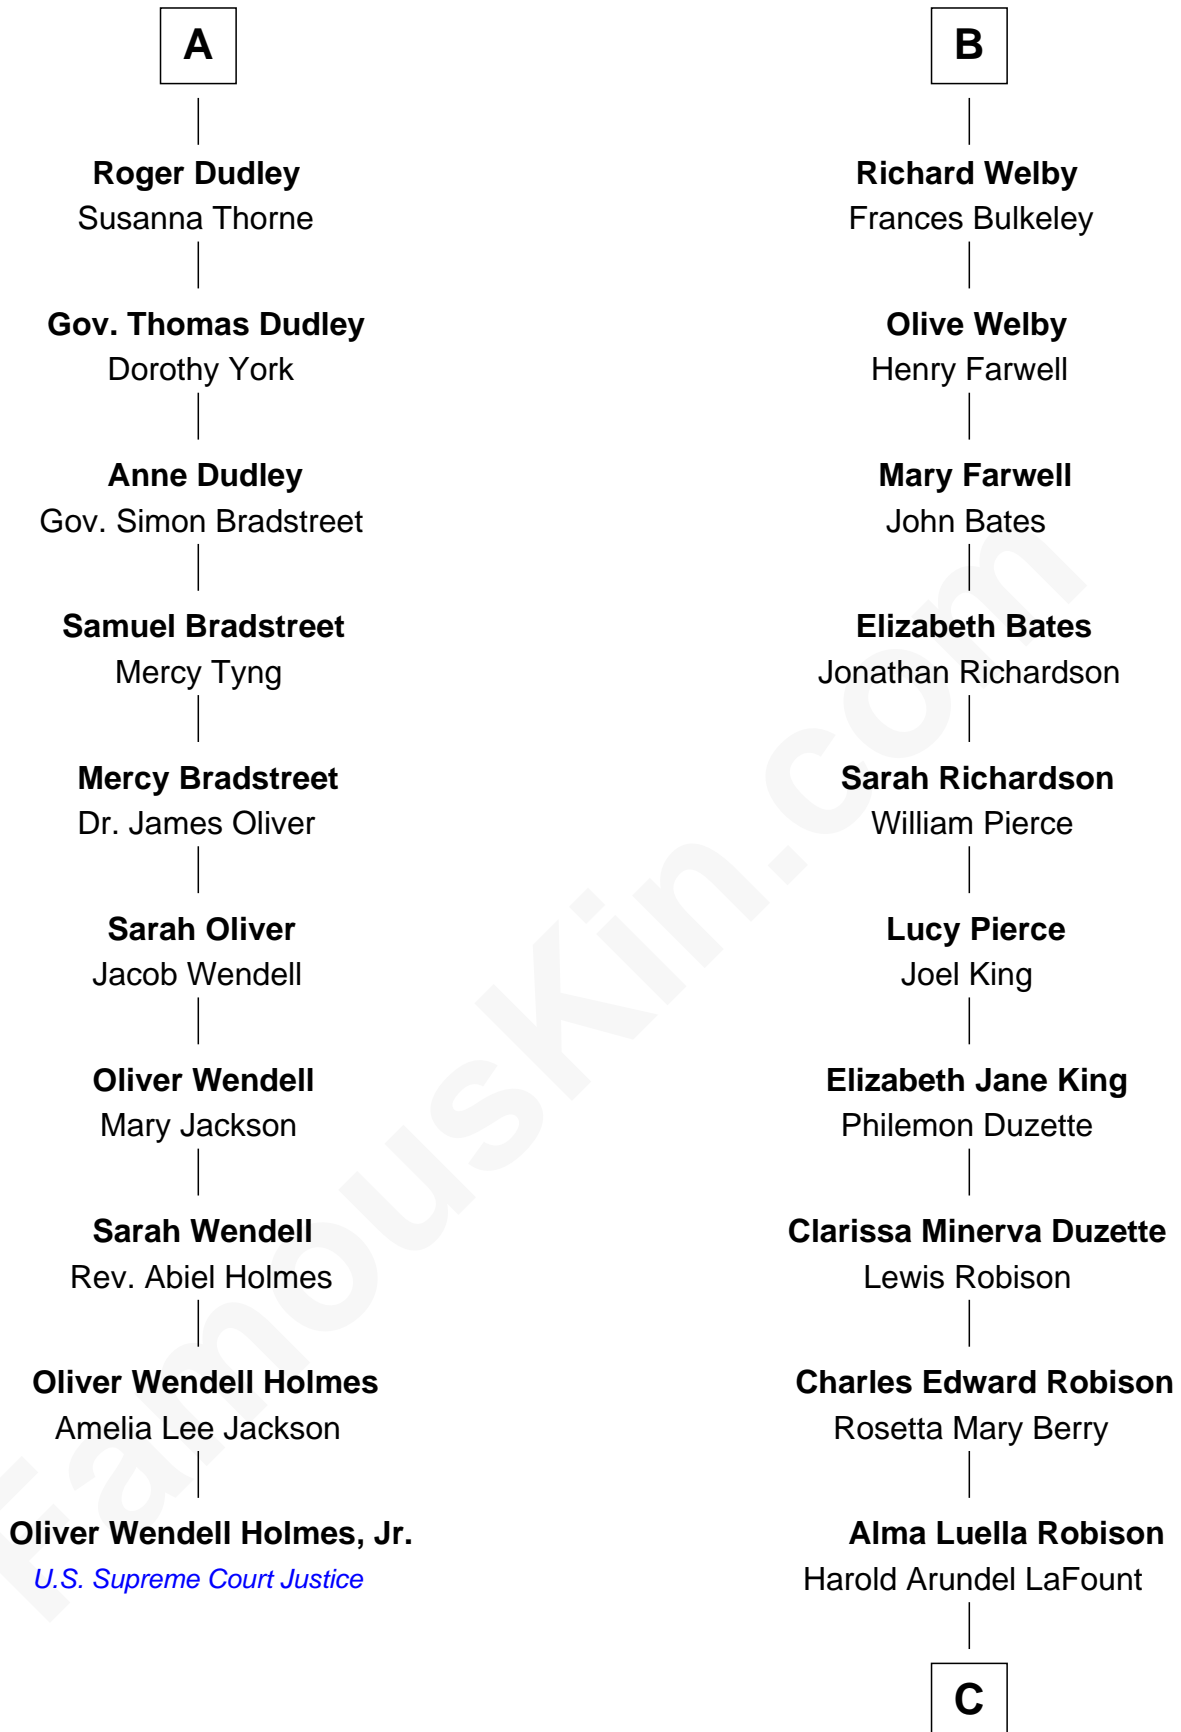 A
Roger Dudley
Susanna Thorne
Gov. Thomas Dudley
Dorothy York
Anne Dudley
Gov. Simon Bradstreet
Samuel Bradstreet
Mercy Tyng
Mercy Bradstreet
Dr. James Oliver
Sarah Oliver
Jacob Wendell
Oliver Wendell
Mary Jackson
Sarah Wendell
Rev. Abiel Holmes
Oliver Wendell Holmes
Amelia Lee Jackson
Oliver Wendell Holmes, Jr.
U.S. Supreme Court Justice
B
Richard Welby
Frances Bulkeley
Olive Welby
Henry Farwell
Mary Farwell
John Bates
Elizabeth Bates
Jonathan Richardson
Sarah Richardson
William Pierce
Lucy Pierce
Joel King
Elizabeth Jane King
Philemon Duzette
Clarissa Minerva Duzette
Lewis Robison
Charles Edward Robison
Rosetta Mary Berry
Alma Luella Robison
Harold Arundel LaFount
C
FamousKin.com